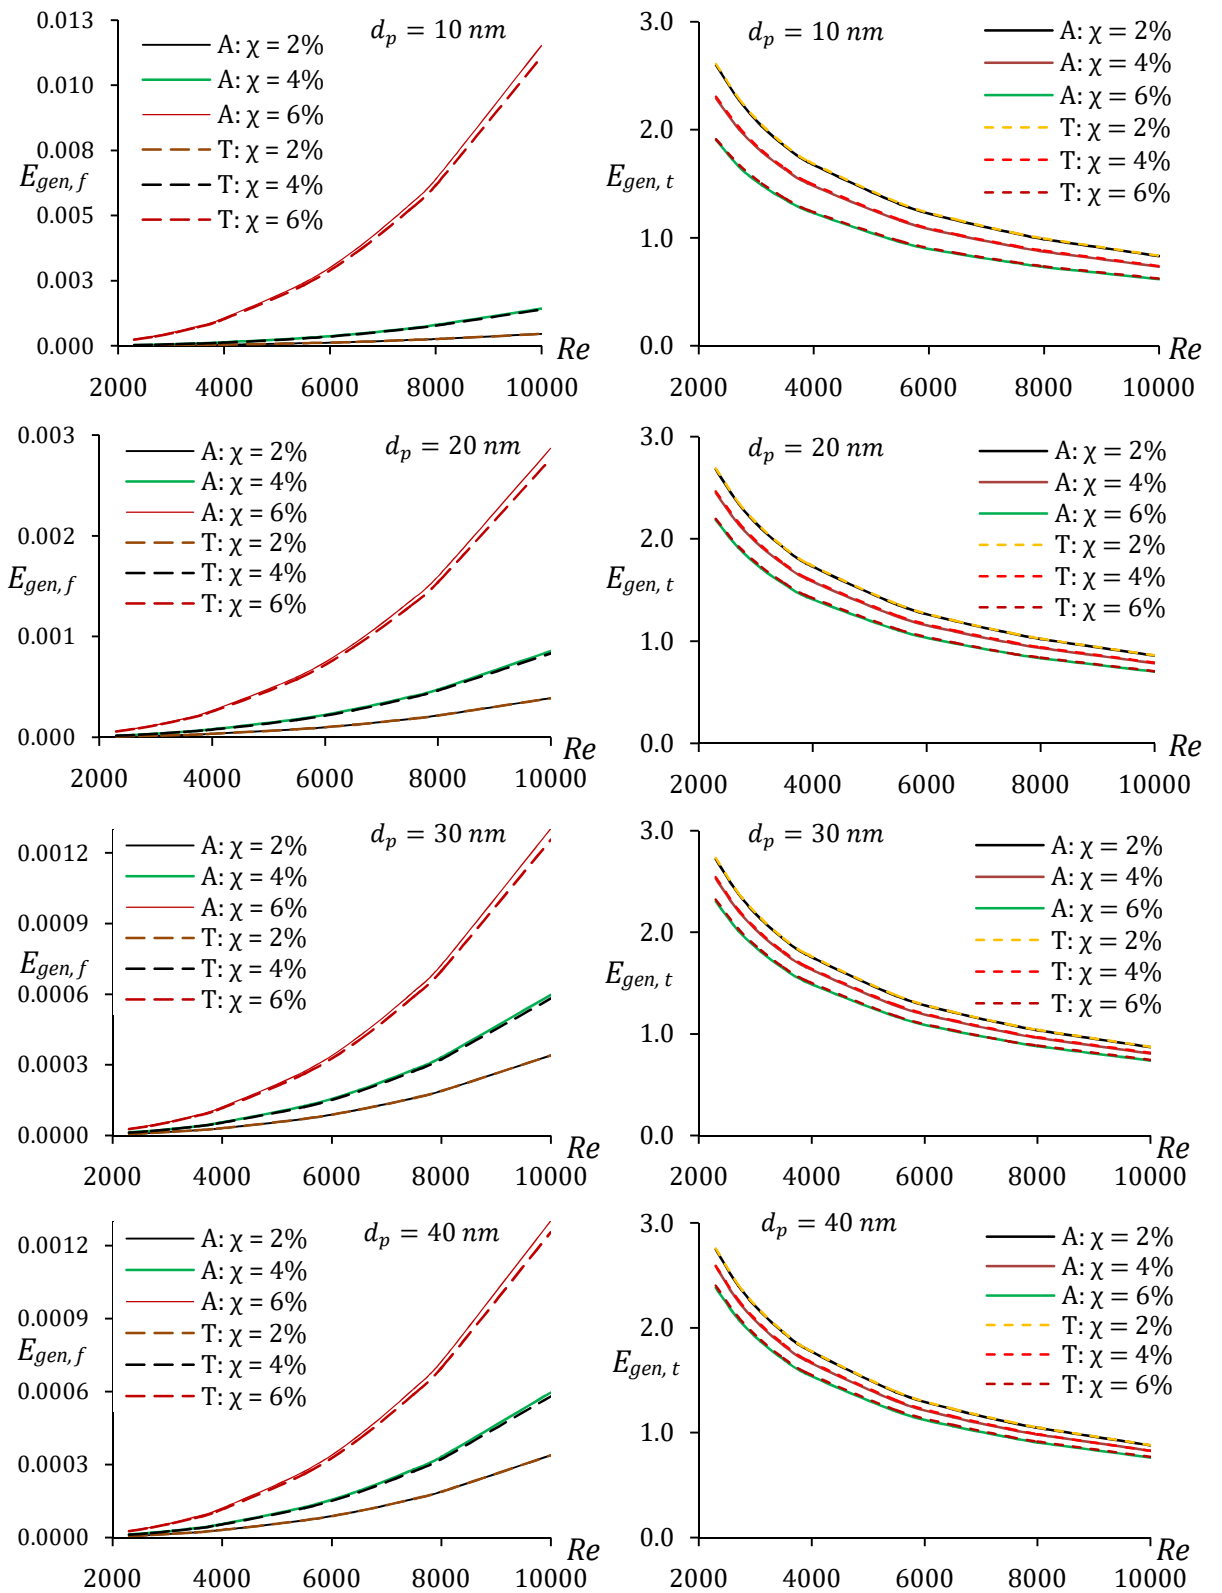 0.013
0.011
0.008
0.005
0.003
0.000
E_gen, f
d_p = 10 nm
A: χ = 2%
A: χ = 4%
A: χ = 6%
T: χ = 2%
T: χ = 4%
T: χ = 6%
Re
2000 4000 6000 8000 10000
3.0
2.0
1.0
0.0
E_gen, t
d_p = 10 nm
A: χ = 2%
A: χ = 4%
A: χ = 6%
T: χ = 2%
T: χ = 4%
T: χ = 6%
Re
2000 4000 6000 8000 10000
0.003
0.002
0.001
0.000
E_gen, f
d_p = 20 nm
A: χ = 2%
A: χ = 4%
A: χ = 6%
T: χ = 2%
T: χ = 4%
T: χ = 6%
Re
2000 4000 6000 8000 10000
3.0
2.0
1.0
0.0
E_gen, t
d_p = 20 nm
A: χ = 2%
A: χ = 4%
A: χ = 6%
T: χ = 2%
T: χ = 4%
T: χ = 6%
Re
2000 4000 6000 8000 10000
0.0012
0.0009
0.0006
0.0003
0.0000
E_gen, f
d_p = 30 nm
A: χ = 2%
A: χ = 4%
A: χ = 6%
T: χ = 2%
T: χ = 4%
T: χ = 6%
Re
2000 4000 6000 8000 10000
3.0
2.0
1.0
0.0
E_gen, t
d_p = 30 nm
A: χ = 2%
A: χ = 4%
A: χ = 6%
T: χ = 2%
T: χ = 4%
T: χ = 6%
Re
2000 4000 6000 8000 10000
0.0012
0.0009
0.0006
0.0003
0.0000
E_gen, f
d_p = 40 nm
A: χ = 2%
A: χ = 4%
A: χ = 6%
T: χ = 2%
T: χ = 4%
T: χ = 6%
Re
2000 4000 6000 8000 10000
3.0
2.0
1.0
0.0
E_gen, t
d_p = 40 nm
A: χ = 2%
A: χ = 4%
A: χ = 6%
T: χ = 2%
T: χ = 4%
T: χ = 6%
Re
2000 4000 6000 8000 10000